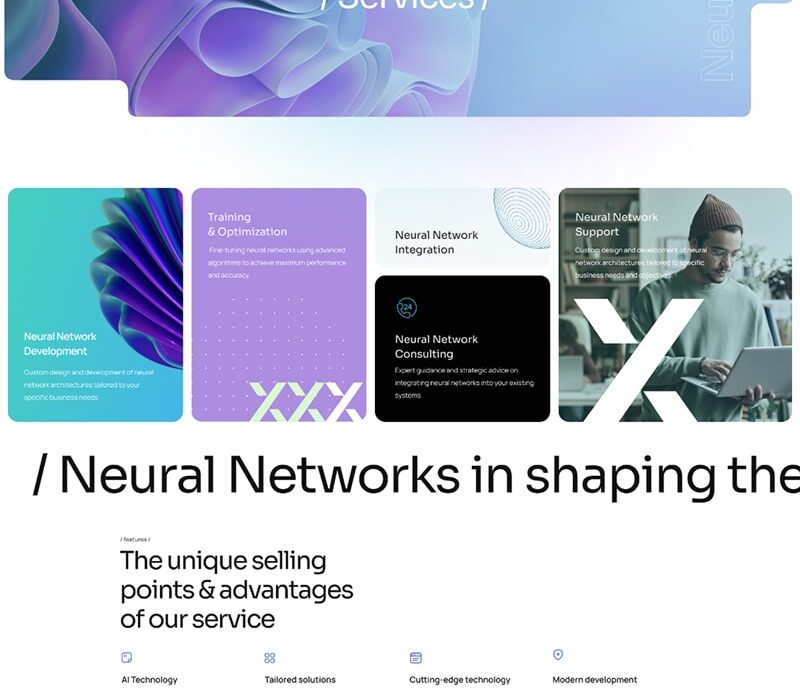 / Services /
Neu
Neural Network
Development
Custom design and development of neural
network architectures tailored to your
specific business needs
Training
& Optimization
Fine-tuning neural networks using advanced
algorithms to achieve maximum performance
and accuracy.
Neural Network
Integration
24
Neural Network
Consulting
Expert guidance and strategic advice on
integrating neural networks into your existing
systems
Neural Network
Support
Custom design and development of neural
network architectures tailored to specific
business needs and objectives
XXX
X
/ Neural Networks in shaping the
/ features /
The unique selling
points & advantages
of our service
AI Technology
Tailored solutions
Cutting-edge technology
Modern development